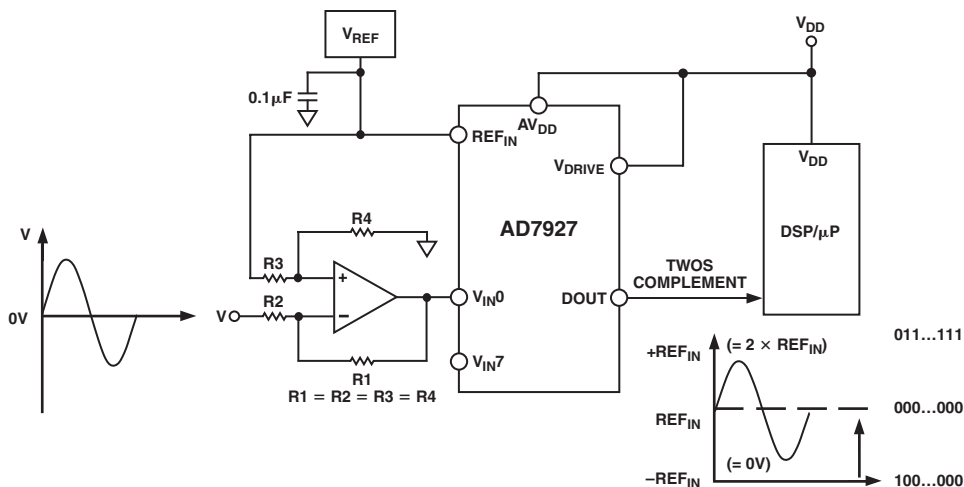 V_REF
0.1μF
V_DD
AV_DD
REF_IN
V_DRIVE
V_DD
R4
AD7927
DSP/μP
V
R3
+
TWOS
COMPLEMENT
0V
V
R2
−
V_IN0
DOUT
R1
V_IN7
R1 = R2 = R3 = R4
+REF_IN
(= 2 × REF_IN)
011...111
REF_IN
000...000
(= 0V)
−REF_IN
100...000